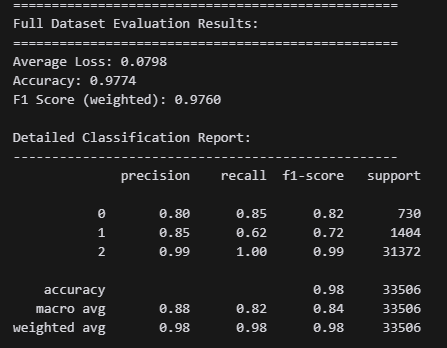 ==================================================
Full Dataset Evaluation Results:
==================================================
Average Loss: 0.0798
Accuracy: 0.9774
F1 Score (weighted): 0.9760
Detailed Classification Report:
--------------------------------------------------
precision recall f1-score support
0 0.80 0.85 0.82 730
1 0.85 0.62 0.72 1404
2 0.99 1.00 0.99 31372
accuracy 0.98 33506
macro avg 0.88 0.82 0.84 33506
weighted avg 0.98 0.98 0.98 33506